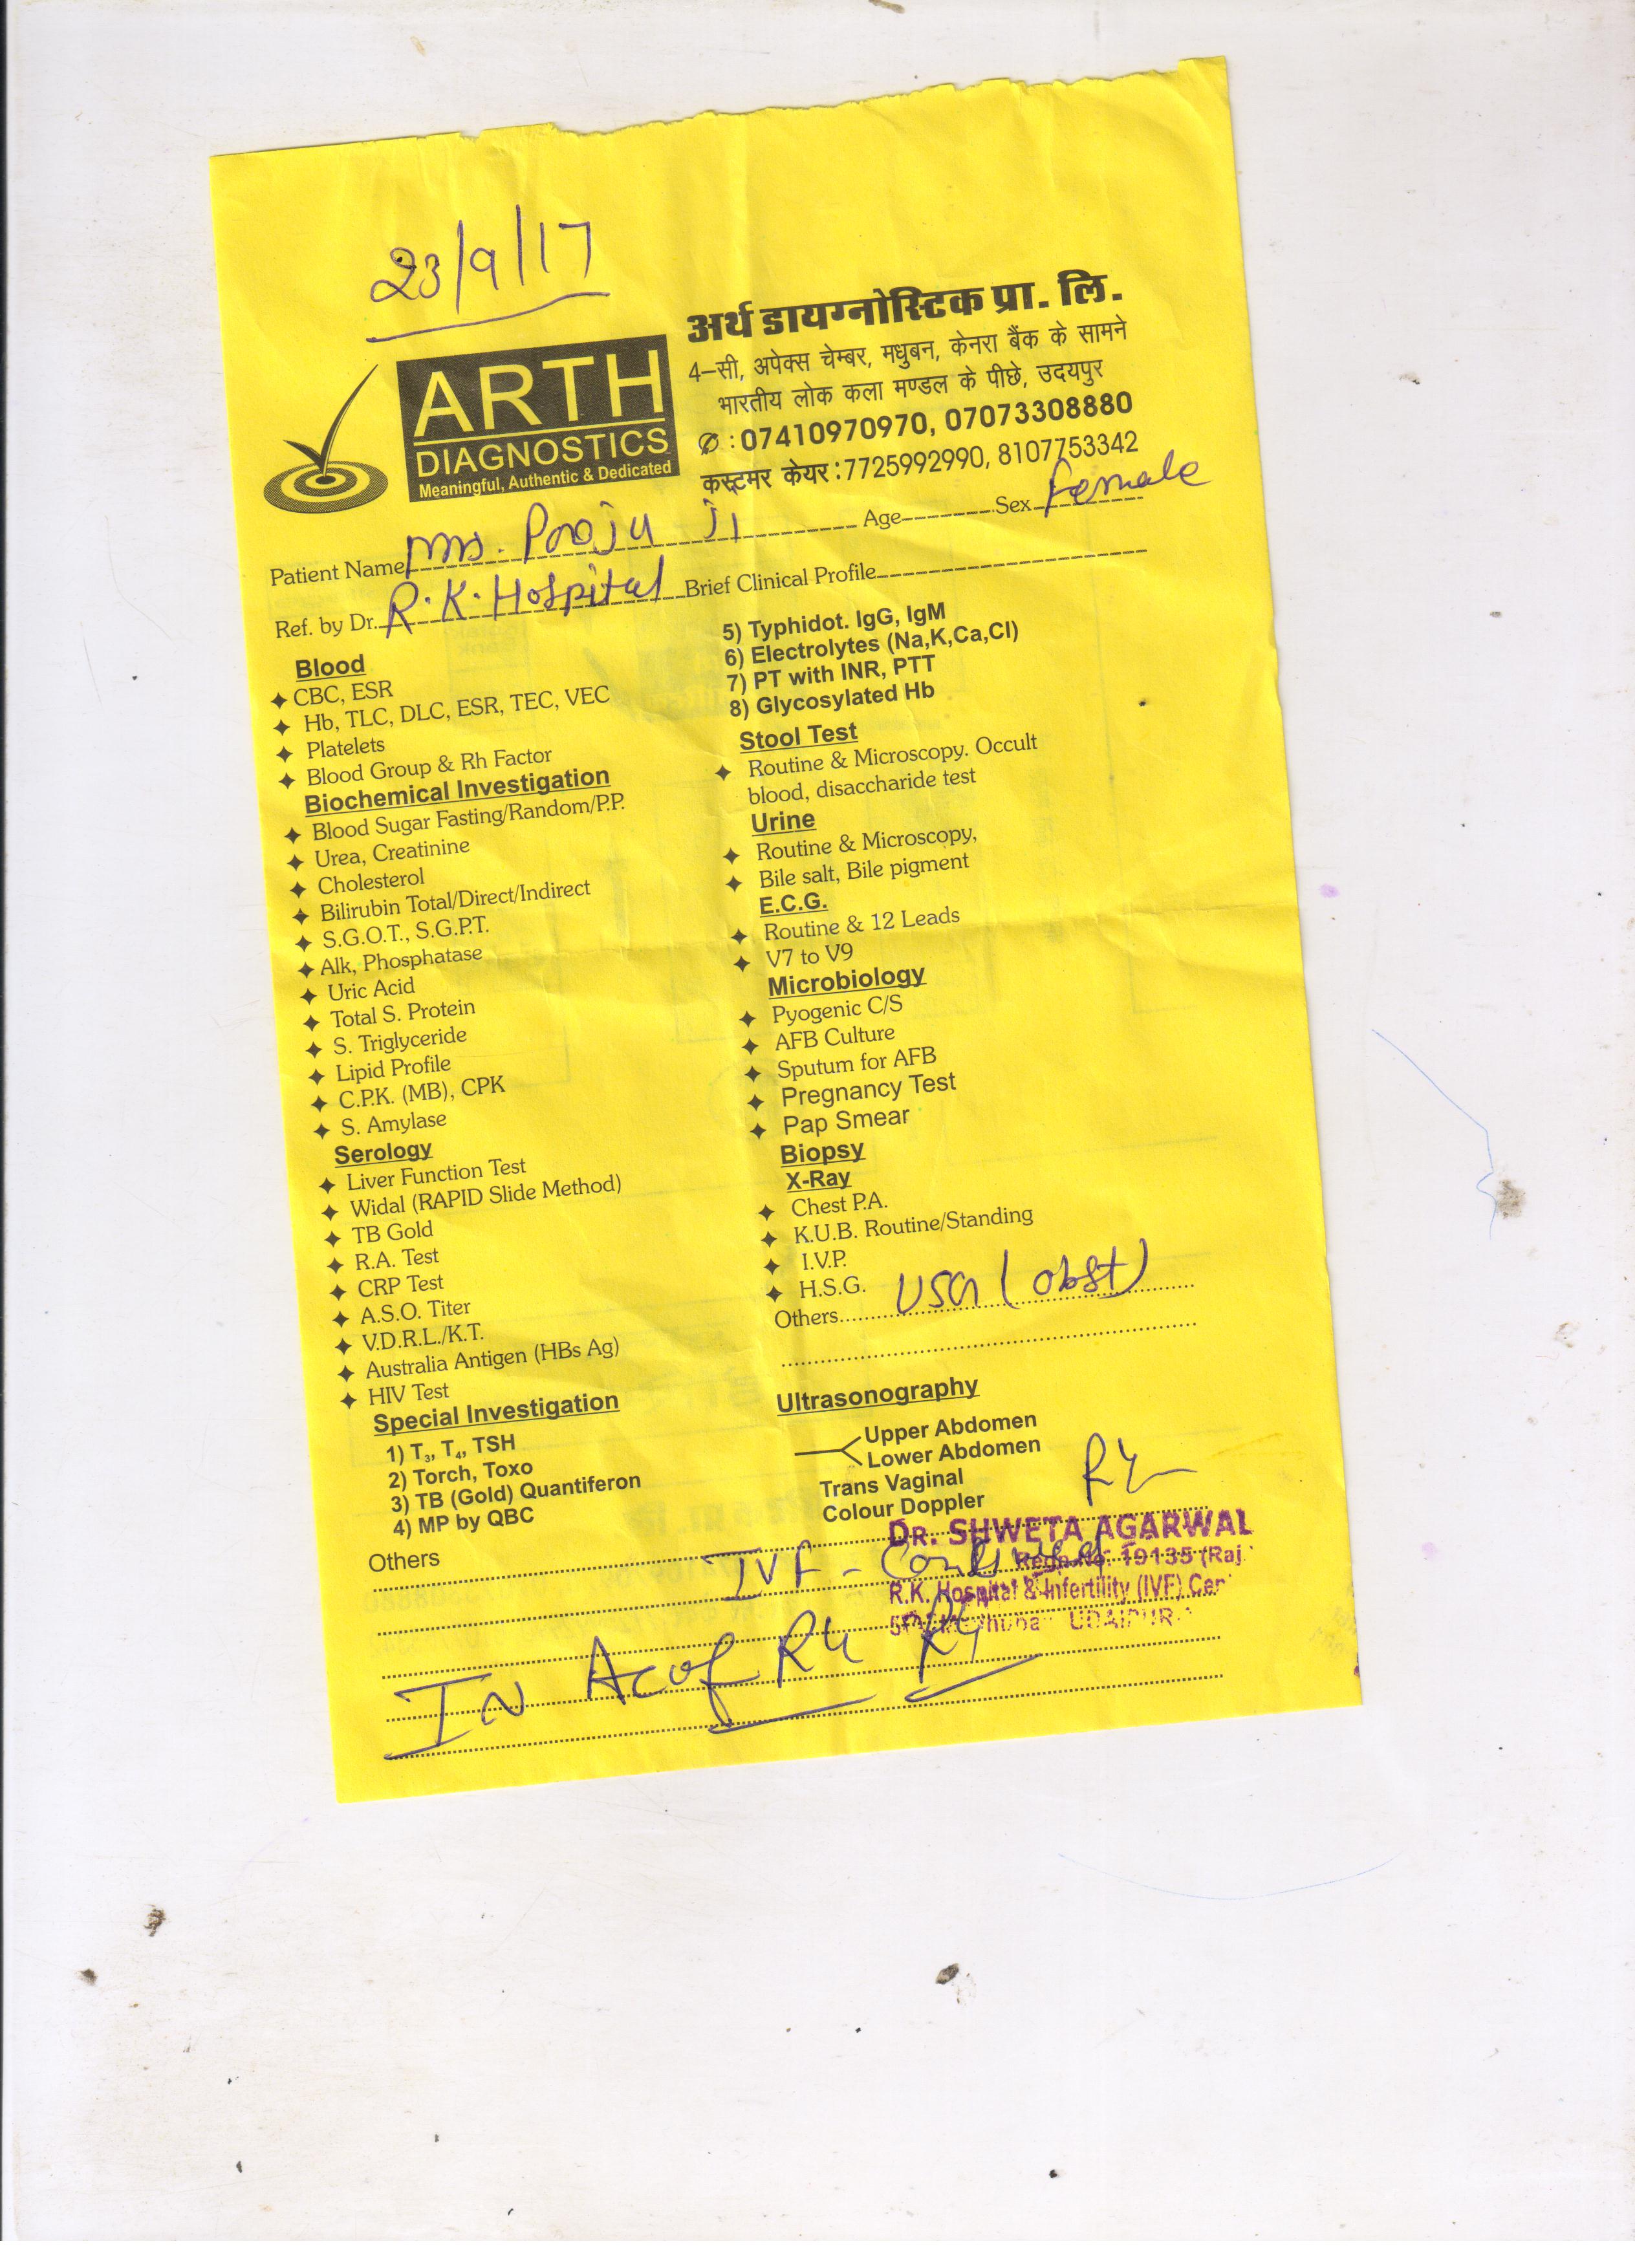 23/9/17
ARTH
DIAGNOSTICS
Meaningful, Authentic & Dedicated
अर्थ डायग्नोस्टिक प्रा. लि.
4–सी, अपेक्स चेम्बर, मधुबन, केनरा बैंक के सामने
भारतीय लोक कला मण्डल के पीछे, उदयपुर
: 07410970970, 07073308880
कस्टमर केयर : 7725992990, 8107753342
Patient Name Mrs. Pooja Ji Age Sex Female
Ref. by Dr. R.K. Hospital Brief Clinical Profile
Blood
CBC, ESR
Hb, TLC, DLC, ESR, TEC, VEC
Platelets
Blood Group & Rh Factor
Biochemical Investigation
Blood Sugar Fasting/Random/P.P.
Urea, Creatinine
Cholesterol
Bilirubin Total/Direct/Indirect
S.G.O.T., S.G.P.T.
Alk, Phosphatase
Uric Acid
Total S. Protein
S. Triglyceride
Lipid Profile
C.P.K. (MB), CPK
S. Amylase
Serology
Liver Function Test
Widal (RAPID Slide Method)
TB Gold
R.A. Test
CRP Test
A.S.O. Titer
V.D.R.L./K.T.
Australia Antigen (HBs Ag)
HIV Test
Special Investigation
1) T₃, T₄, TSH
2) Torch, Toxo
3) TB (Gold) Quantiferon
4) MP by QBC
5) Typhidot. IgG, IgM
6) Electrolytes (Na,K,Ca,Cl)
7) PT with INR, PTT
8) Glycosylated Hb
Stool Test
Routine & Microscopy. Occult
blood, disaccharide test
Urine
Routine & Microscopy,
Bile salt, Bile pigment
E.C.G.
Routine & 12 Leads
V7 to V9
Microbiology
Pyogenic C/S
AFB Culture
Sputum for AFB
Pregnancy Test
Pap Smear
Biopsy
X-Ray
Chest P.A.
K.U.B. Routine/Standing
I.V.P.
H.S.G.
Others USG (Obst)
Ultrasonography
Upper Abdomen
Lower Abdomen
Trans Vaginal
Colour Doppler
Others
DR. SHWETA AGARWAL
Regn No. 19135 (Raj.
R.K. Hospital & Infertility (IVF) Cen
UDAIPUR
IVF -
IN Ac of RK